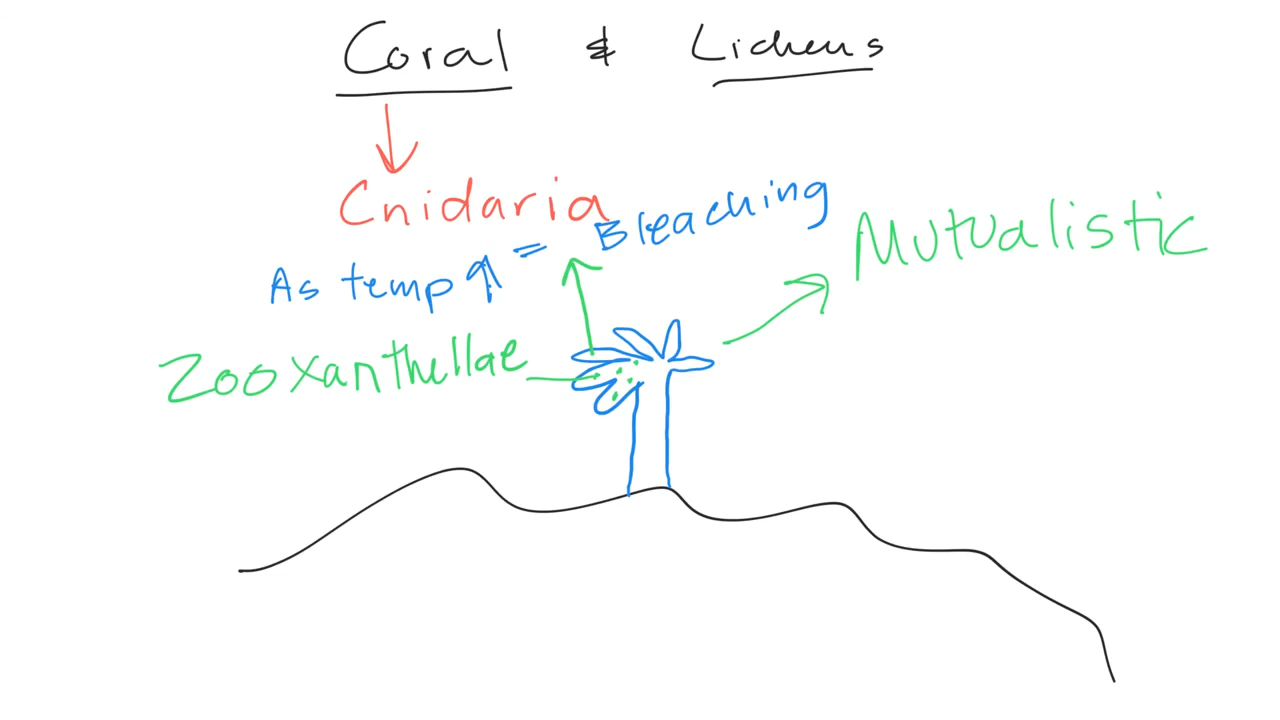 Coral & Lichens
Cnidaria
As temp ↑ = Bleaching
Mutualistic
Zooxanthellae